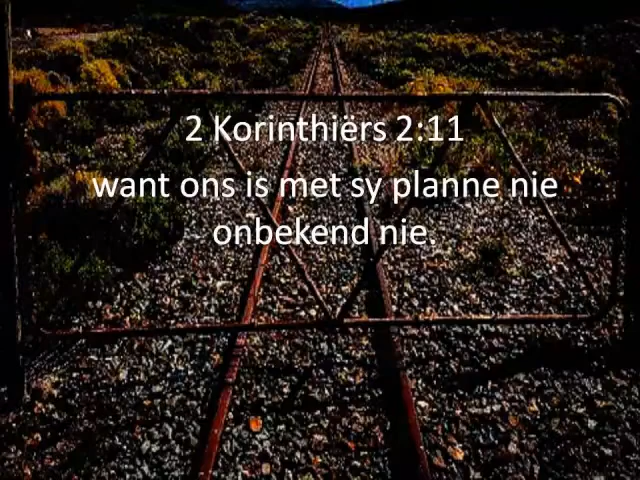 2 Korinthiërs 2:11
want ons is met sy planne nie
onbekend nie.